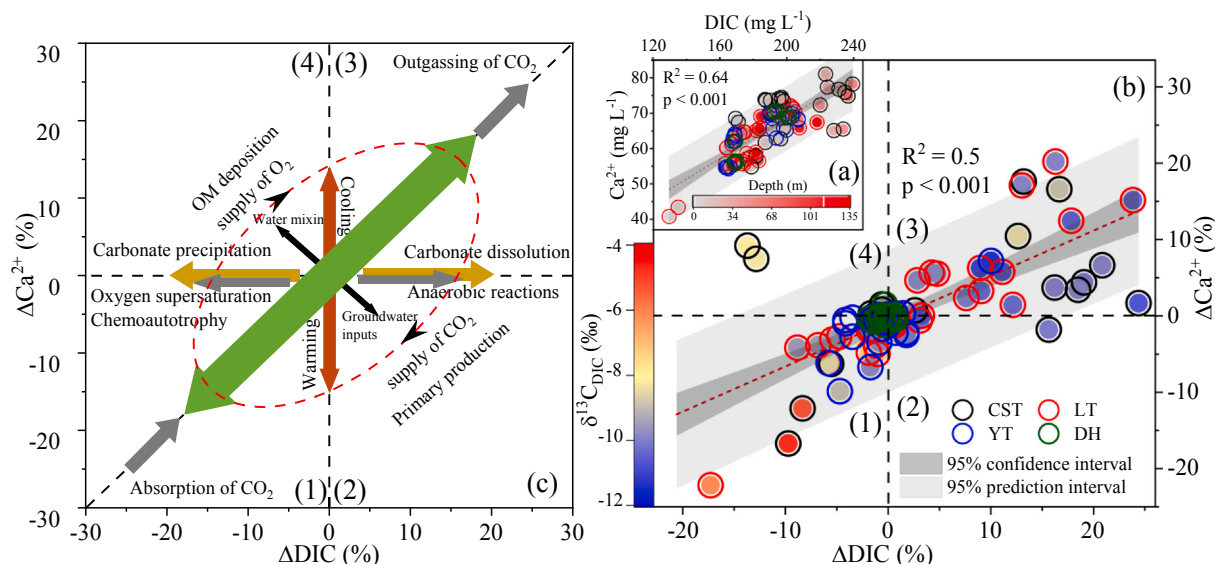 30
20
10
0
-10
-20
-30
ΔCa²⁺ (%)
-30
-20
-10
0
10
20
30
ΔDIC (%)
(4)
(3)
Outgassing of CO₂
OM deposition
supply of O₂
Water mixing
Cooling
Carbonate precipitation
Carbonate dissolution
Oxygen supersaturation
Anaerobic reactions
Chemoautotrophy
Groundwater
inputs
Warming
supply of CO₂
Primary production
Absorption of CO₂
(1)
(2)
(c)
DIC (mg L⁻¹)
120
160
200
240
80
70
60
50
40
Ca²⁺ (mg L⁻¹)
R² = 0.64
p < 0.001
(a)
Depth (m)
0
34
68
101
135
(b)
R² = 0.5
p < 0.001
(3)
(4)
(1)
(2)
-4
-6
-8
-10
-12
δ¹³C_DIC (‰)
30
20
10
0
-10
-20
ΔCa²⁺ (%)
CST
LT
YT
DH
95% confidence interval
95% prediction interval
-20
-10
0
10
20
ΔDIC (%)